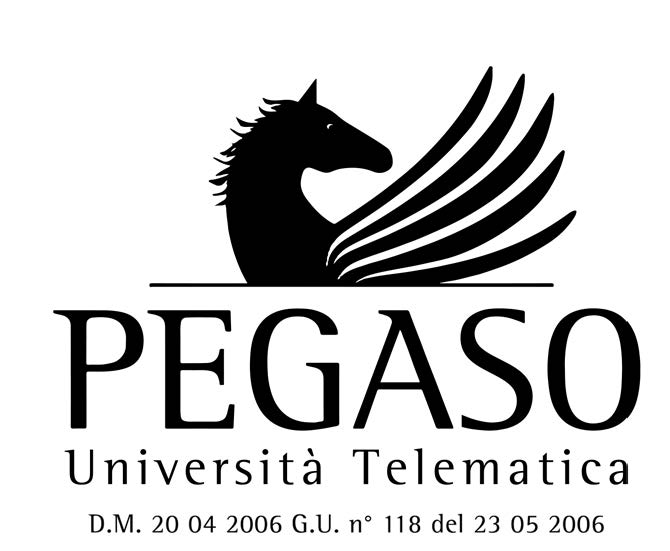 PEGASO
Università Telematica
D.M. 20 04 2006 G.U. n° 118 del 23 05 2006